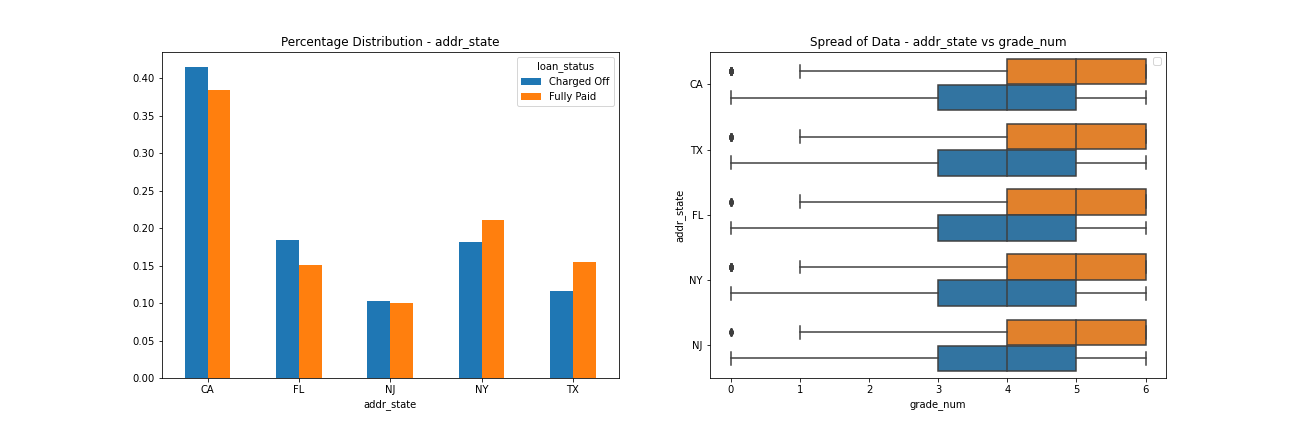 Percentage Distribution - addr_state
loan_status
Charged Off
Fully Paid
0.40
0.35
0.30
0.25
0.20
0.15
0.10
0.05
0.00
CA
FL
NJ
NY
TX
addr_state
Spread of Data - addr_state vs grade_num
addr_state
CA
TX
FL
NY
NJ
0
1
2
3
4
5
6
grade_num